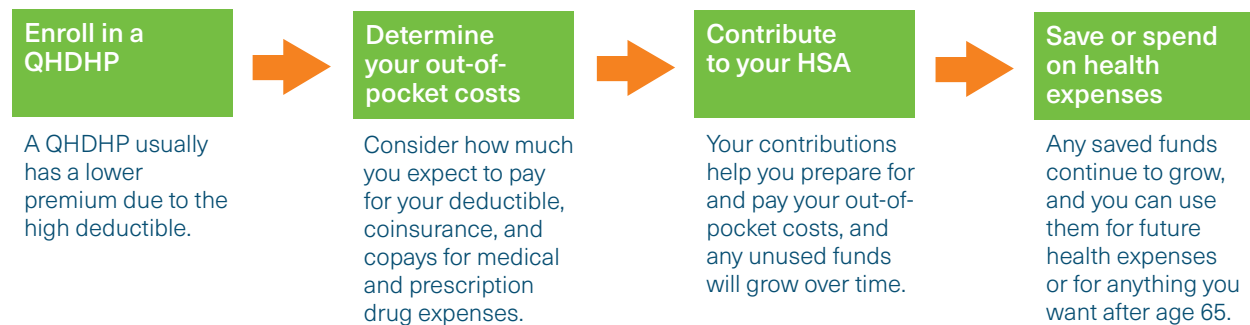 Enroll in a
QHDHP
A QHDHP usually
has a lower
premium due to the
high deductible.
Determine
your out-of-
pocket costs
Consider how much
you expect to pay
for your deductible,
coinsurance, and
copays for medical
and prescription
drug expenses.
Contribute
to your HSA
Your contributions
help you prepare for
and pay your out-of-
pocket costs, and
any unused funds
will grow over time.
Save or spend
on health
expenses
Any saved funds
continue to grow,
and you can use
them for future
health expenses
or for anything you
want after age 65.